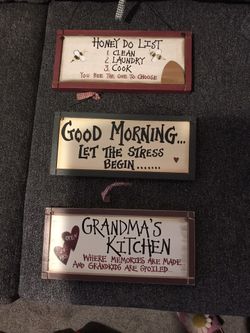 HONEY DO LIST
1. CLEAN
2. LAUNDRY
3. COOK
YOU BEE THE ONE TO CHOOSE
GOOD MORNING...
LET THE STRESS
BEGIN.......
GRANDMA'S
KITCHEN
WHERE MEMORIES ARE MADE
AND GRANDKIDS ARE SPOILED...